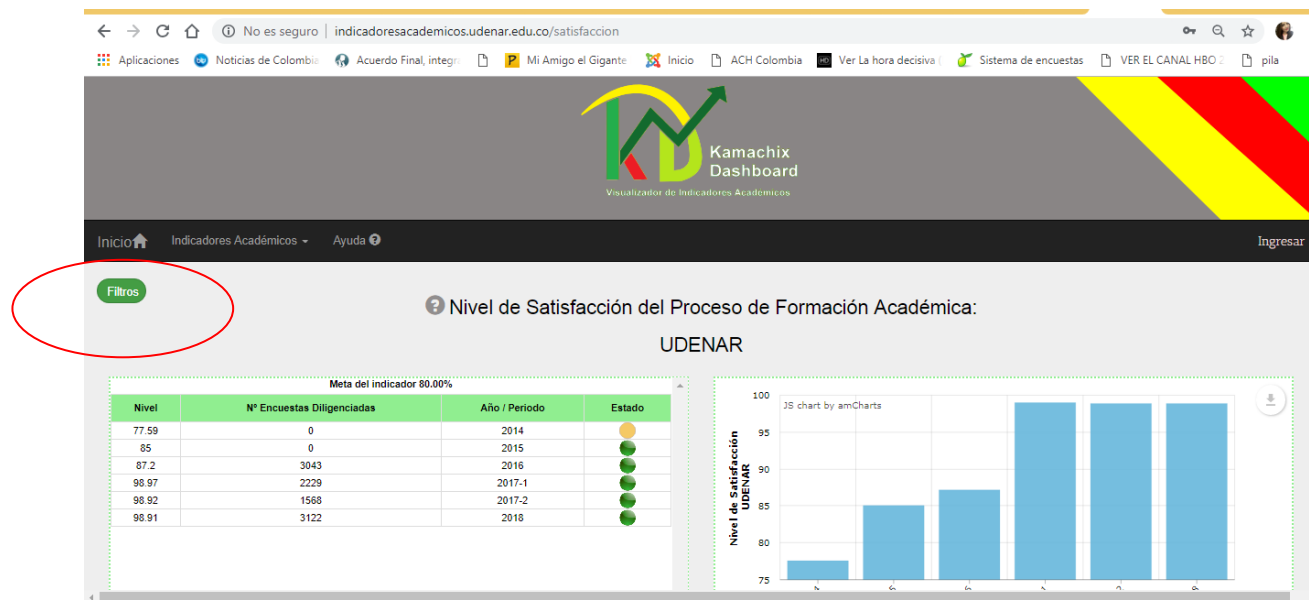 No es seguro | indicadoresacademicos.udenar.edu.co/satisfaccion
Aplicaciones Noticias de Colombia Acuerdo Final, integr Mi Amigo el Gigante Inicio ACH Colombia Ver La hora decisiva ( Sistema de encuestas VER EL CANAL HBO 2 pila
Kamachix
Dashboard
Visualizador de Indicadores Academicos
Inicio Indicadores Académicos Ayuda Ingresar
Filtros
Nivel de Satisfacción del Proceso de Formación Académica:
UDENAR
Meta del indicador 80.00%
Nivel Nº Encuestas Diligenciadas Año / Periodo Estado
77.59 0 2014
85 0 2015
87.2 3043 2016
98.97 2229 2017-1
98.92 1568 2017-2
98.91 3122 2018
JS chart by amCharts
Nivel de Satisfacción
UDENAR
100
95
90
85
80
75